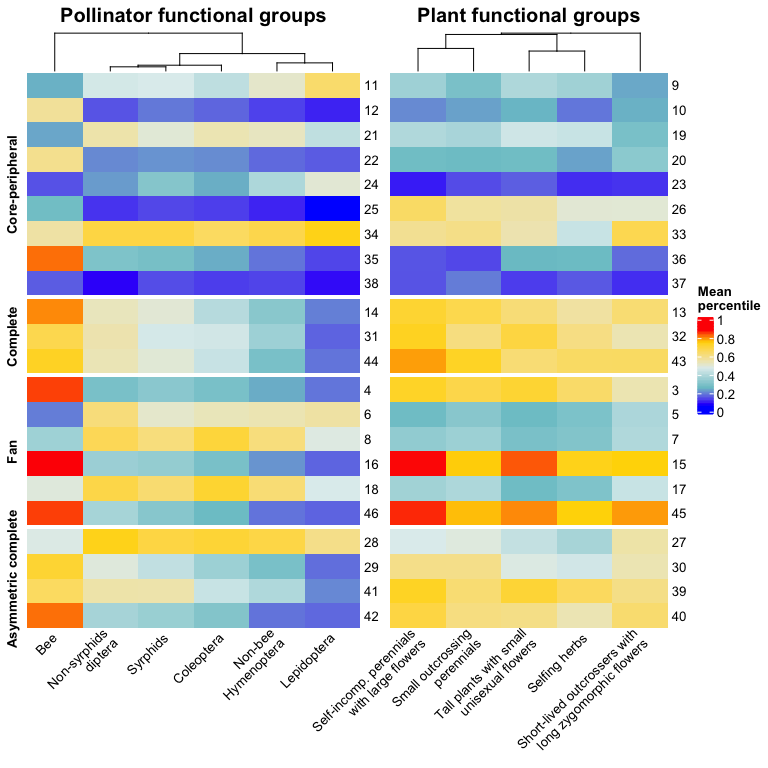 Pollinator functional groups
Plant functional groups
Core-peripheral
11
12
21
22
24
25
34
35
38
9
10
19
20
23
26
33
36
37
Complete
14
31
44
13
32
43
Fan
4
6
8
16
18
46
3
5
7
15
17
45
Asymmetric complete
28
29
41
42
27
30
39
40
Mean
percentile
1
0.8
0.6
0.4
0.2
0
Bee
Non-syrphids
diptera
Syrphids
Coleoptera
Non-bee
Hymenoptera
Lepidoptera
Self-incomp. perennials
with large flowers
Small outcrossing
perennials
Tall plants with small
unisexual flowers
Selfing herbs
Short-lived outcrossers with
long zygomorphic flowers